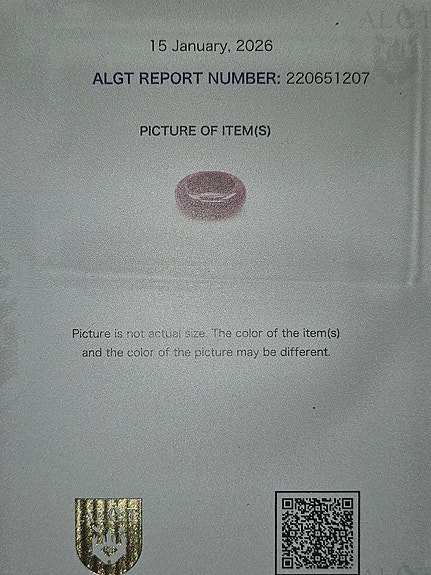 ALGT
15 January, 2026
ALGT REPORT NUMBER: 220651207
PICTURE OF ITEM(S)
Picture is not actual size. The color of the item(s)
and the color of the picture may be different.